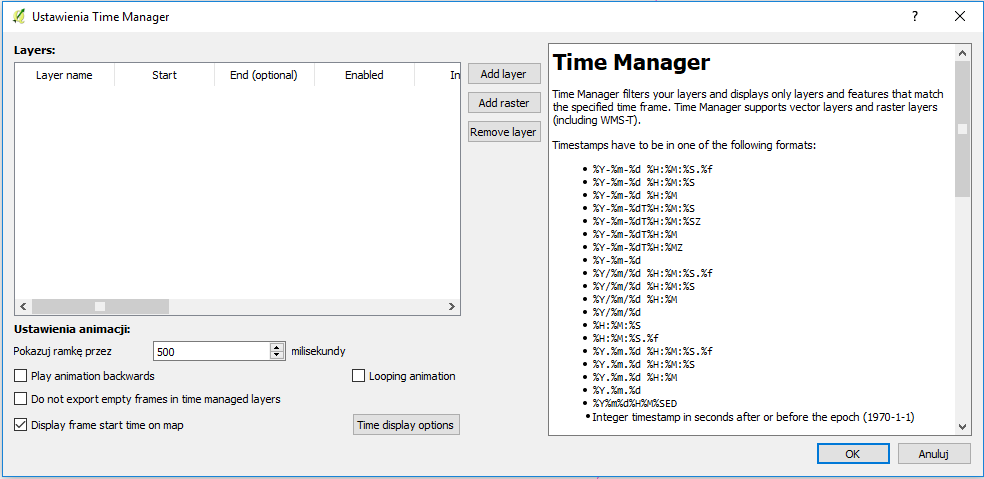 Ustawienia Time Manager
Layers:
Layer name Start End (optional) Enabled In
Add layer
Add raster
Remove layer
Ustawienia animacji:
Pokazuj ramkę przez 500 milisekundy
Play animation backwards Looping animation
Do not export empty frames in time managed layers
Display frame start time on map Time display options
Time Manager
Time Manager filters your layers and displays only layers and features that match
the specified time frame. Time Manager supports vector layers and raster layers
(including WMS-T).
Timestamps have to be in one of the following formats:
• %Y-%m-%d %H:%M:%S.%f
• %Y-%m-%d %H:%M:%S
• %Y-%m-%d %H:%M
• %Y-%m-%dT%H:%M:%S
• %Y-%m-%dT%H:%M:%SZ
• %Y-%m-%dT%H:%M
• %Y-%m-%dT%H:%MZ
• %Y-%m-%d
• %Y/%m/%d %H:%M:%S.%f
• %Y/%m/%d %H:%M:%S
• %Y/%m/%d %H:%M
• %Y/%m/%d
• %H:%M:%S
• %H:%M:%S.%f
• %Y.%m.%d %H:%M:%S.%f
• %Y.%m.%d %H:%M:%S
• %Y.%m.%d %H:%M
• %Y.%m.%d
• %Y%m%d%H%M%SED
• Integer timestamp in seconds after or before the epoch (1970-1-1)
OK Anuluj